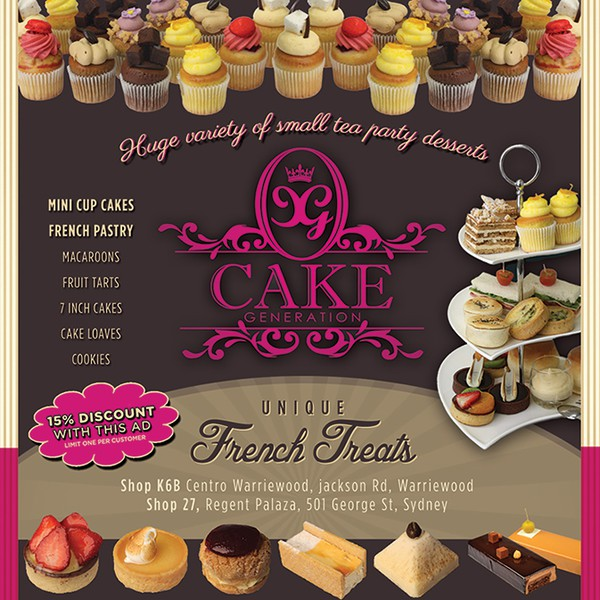 Huge variety of small tea party desserts
CG
CAKE
GENERATION
MINI CUP CAKES
FRENCH PASTRY
MACAROONS
FRUIT TARTS
7 INCH CAKES
CAKE LOAVES
COOKIES
15% DISCOUNT
WITH THIS AD
LIMIT ONE PER CUSTOMER
UNIQUE
French Treats
Shop K6B Centro Warriewood, jackson Rd, Warriewood
Shop 27, Regent Palaza, 501 George St, Sydney